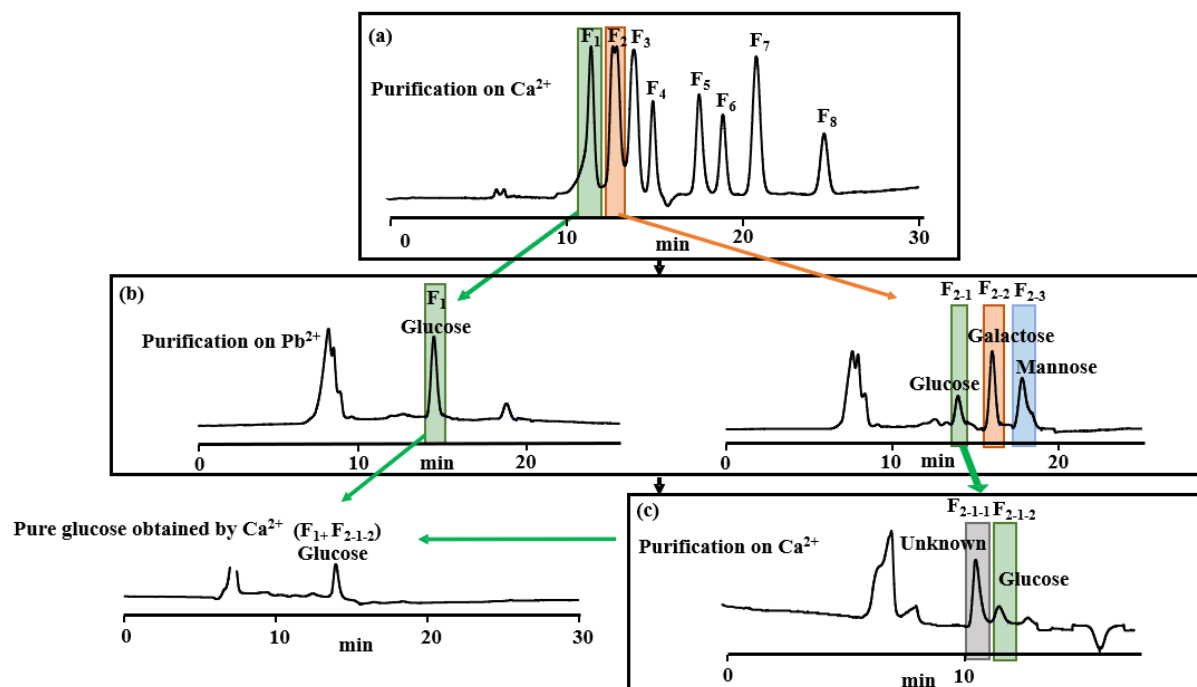 (a)
F₁ F₂ F₃ F₄ F₅ F₆ F₇ F₈
Purification on Ca²⁺
0 10 20 30
min
(b)
F₁
Glucose
Purification on Pb²⁺
0 10 20
min
F₂₋₁ F₂₋₂ F₂₋₃
Galactose
Glucose Mannose
0 10 20
min
Pure glucose obtained by Ca²⁺ (F₁₊ F₂₋₁₋₂)
Glucose
0 10 20 30
min
(c)
F₂₋₁₋₁ F₂₋₁₋₂
Purification on Ca²⁺
Unknown
Glucose
0 10
min